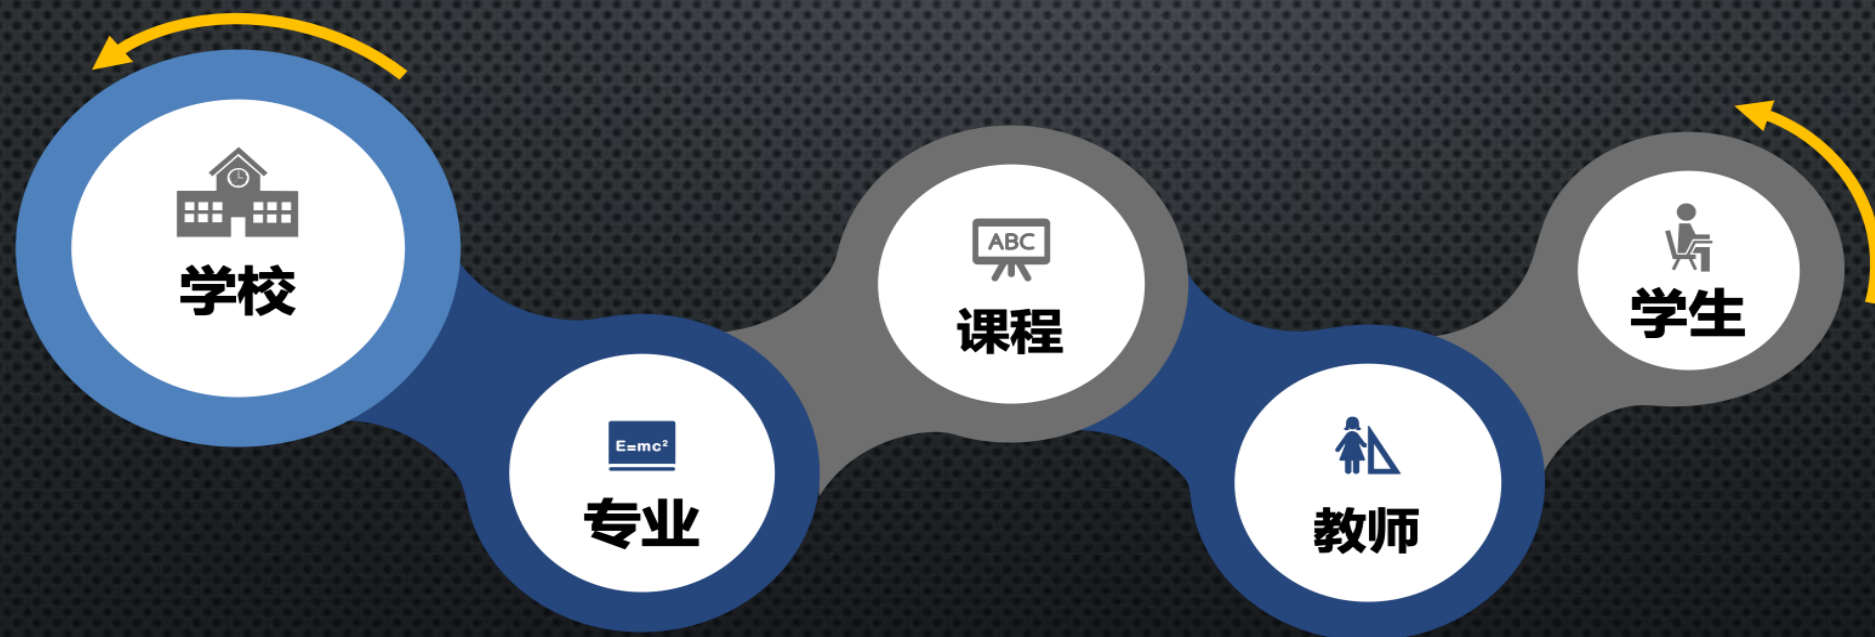 学校
E=mc²
专业
ABC
课程
教师
学生